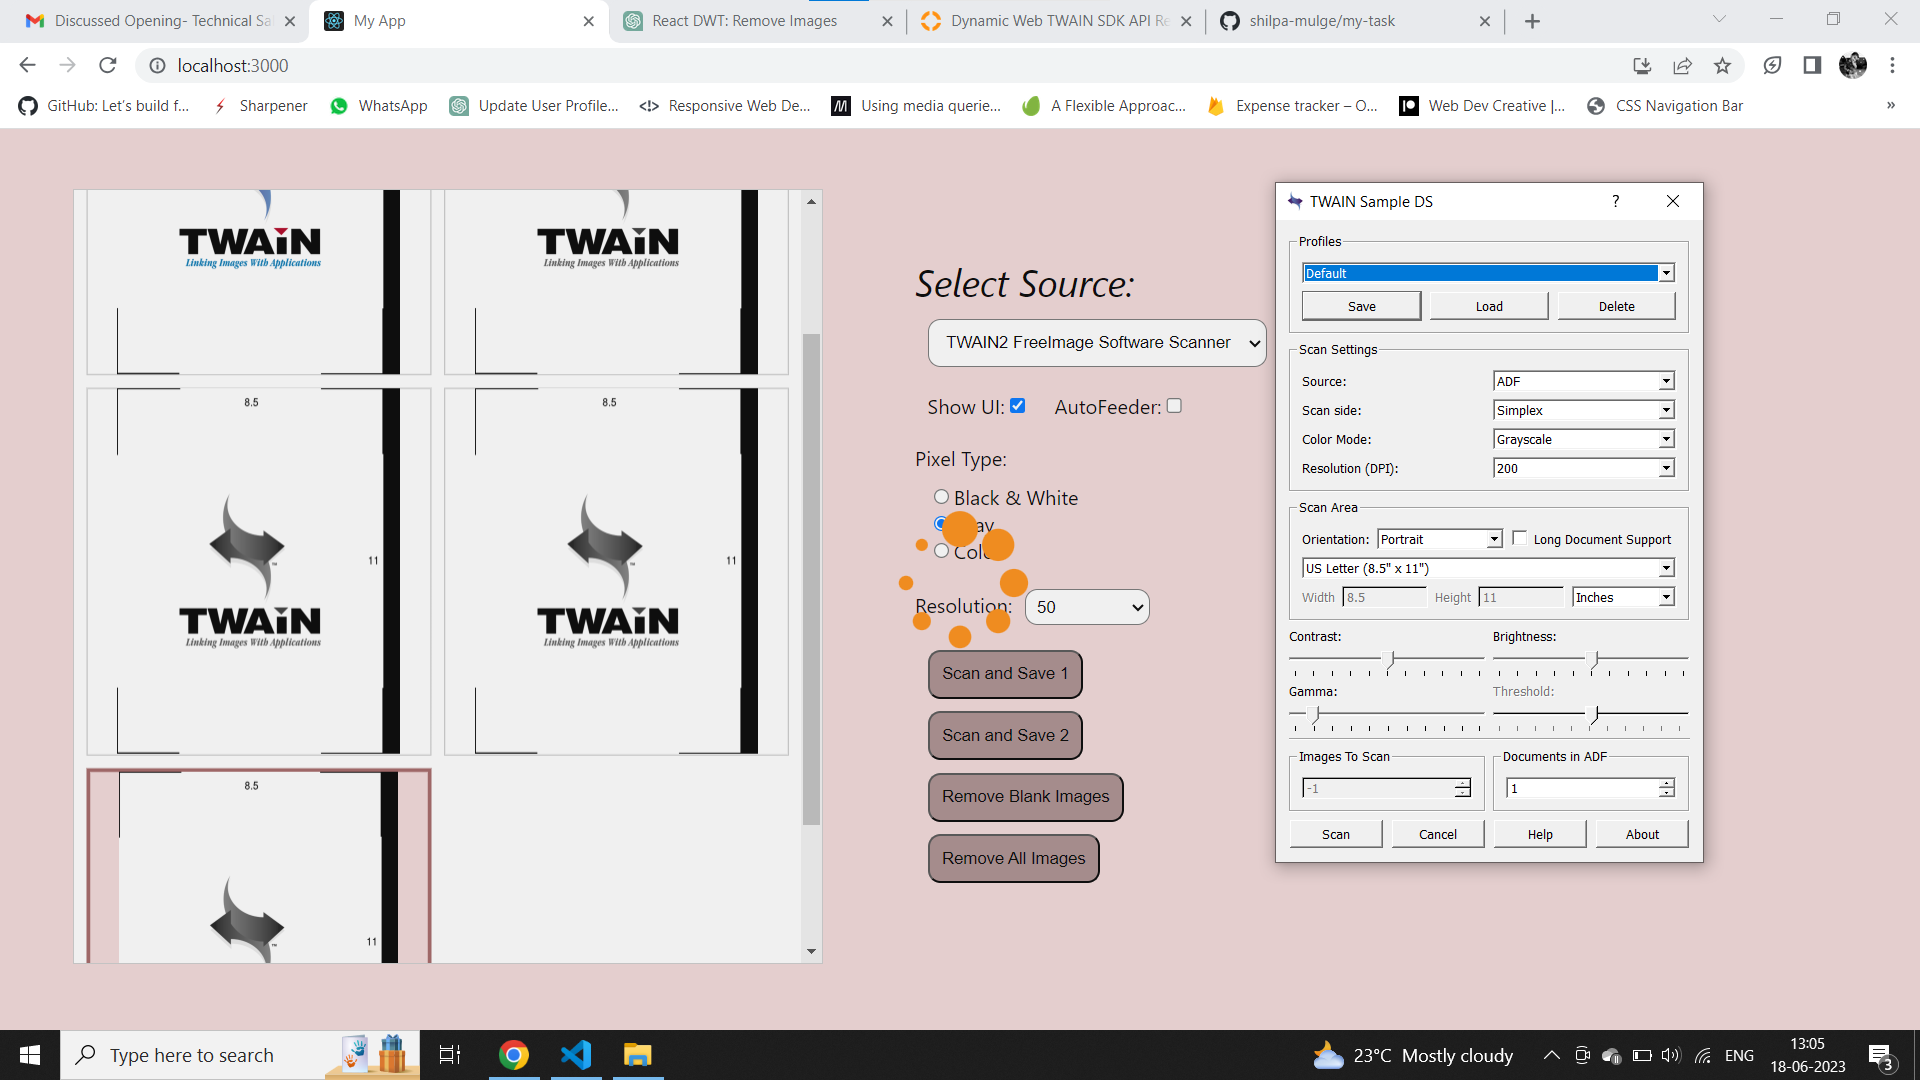 Discussed Opening- Technical Sa
My App
React DWT: Remove Images
Dynamic Web TWAIN SDK API Re
shilpa-mulge/my-task
localhost:3000
GitHub: Let's build f...
Sharpener
WhatsApp
Update User Profile...
Responsive Web De...
Using media querie...
A Flexible Approac...
Expense tracker – O...
Web Dev Creative |...
CSS Navigation Bar
»
TWAIN
Linking Images With Applications
TWAIN
Linking Images With Applications
8.5
11
TWAIN
Linking Images With Applications
8.5
11
TWAIN
Linking Images With Applications
8.5
11
Select Source:
TWAIN2 FreeImage Software Scanner
Show UI:
AutoFeeder:
Pixel Type:
Black & White
Resolution:
50
Scan and Save 1
Scan and Save 2
Remove Blank Images
Remove All Images
TWAIN Sample DS
?
Profiles
Default
Save
Load
Delete
Scan Settings
Source:
ADF
Scan side:
Simplex
Color Mode:
Grayscale
Resolution (DPI):
200
Scan Area
Orientation:
Portrait
Long Document Support
US Letter (8.5" x 11")
Width
8.5
Height
11
Inches
Contrast:
Brightness:
Gamma:
Threshold:
Images To Scan
-1
Documents in ADF
1
Scan
Cancel
Help
About
Type here to search
23°C Mostly cloudy
ENG
13:05
18-06-2023
3